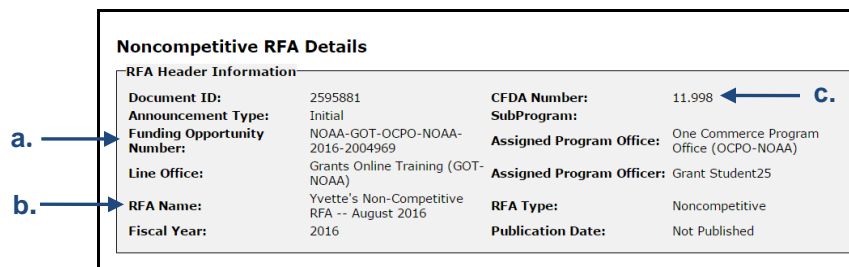 Noncompetitive RFA Details
RFA Header Information
Document ID: 2595881 CFDA Number: 11.998 c.
Announcement Type: Initial SubProgram:
a. Funding Opportunity Number: NOAA-GOT-OCPO-NOAA-
2016-2004969 Assigned Program Office: One Commerce Program
Office (OCPO-NOAA)
Line Office: Grants Online Training (GOT-
NOAA) Assigned Program Officer: Grant Student25
b. RFA Name: Yvette's Non-Competitive
RFA -- August 2016 RFA Type: Noncompetitive
Fiscal Year: 2016 Publication Date: Not Published